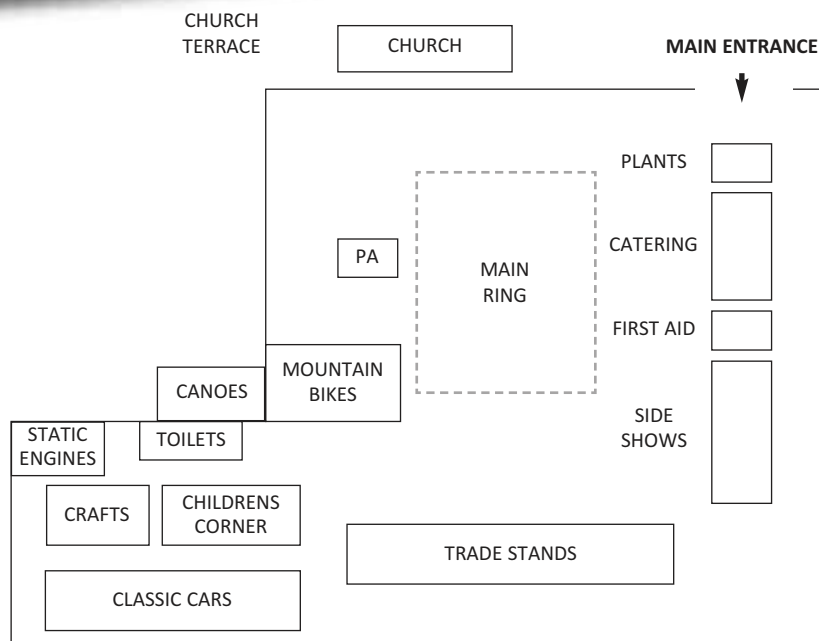 CHURCH
TERRACE
CHURCH
MAIN ENTRANCE
PLANTS
CATERING
PA
MAIN
RING
FIRST AID
MOUNTAIN
BIKES
CANOES
SIDE
SHOWS
STATIC
ENGINES
TOILETS
CRAFTS
CHILDRENS
CORNER
TRADE STANDS
CLASSIC CARS